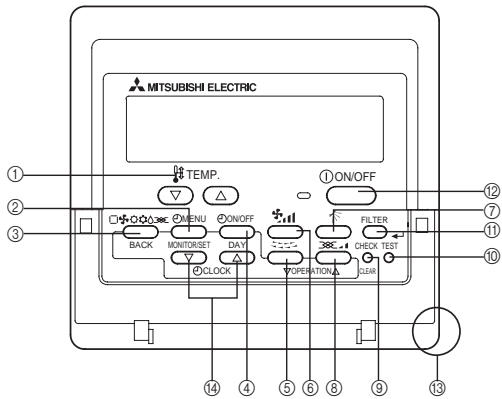 MITSUBISHI ELECTRIC
① TEMP. ON/OFF ⑫
▽ △
② MENU ON/OFF FILTER ⑦
③ BACK MONITOR/SET DAY CHECK TEST ⑪
▽ △ ▽OPERATION△ CLEAR ⑩
CLOCK
⑭ ④ ⑤ ⑥ ⑧ ⑨ ⑬